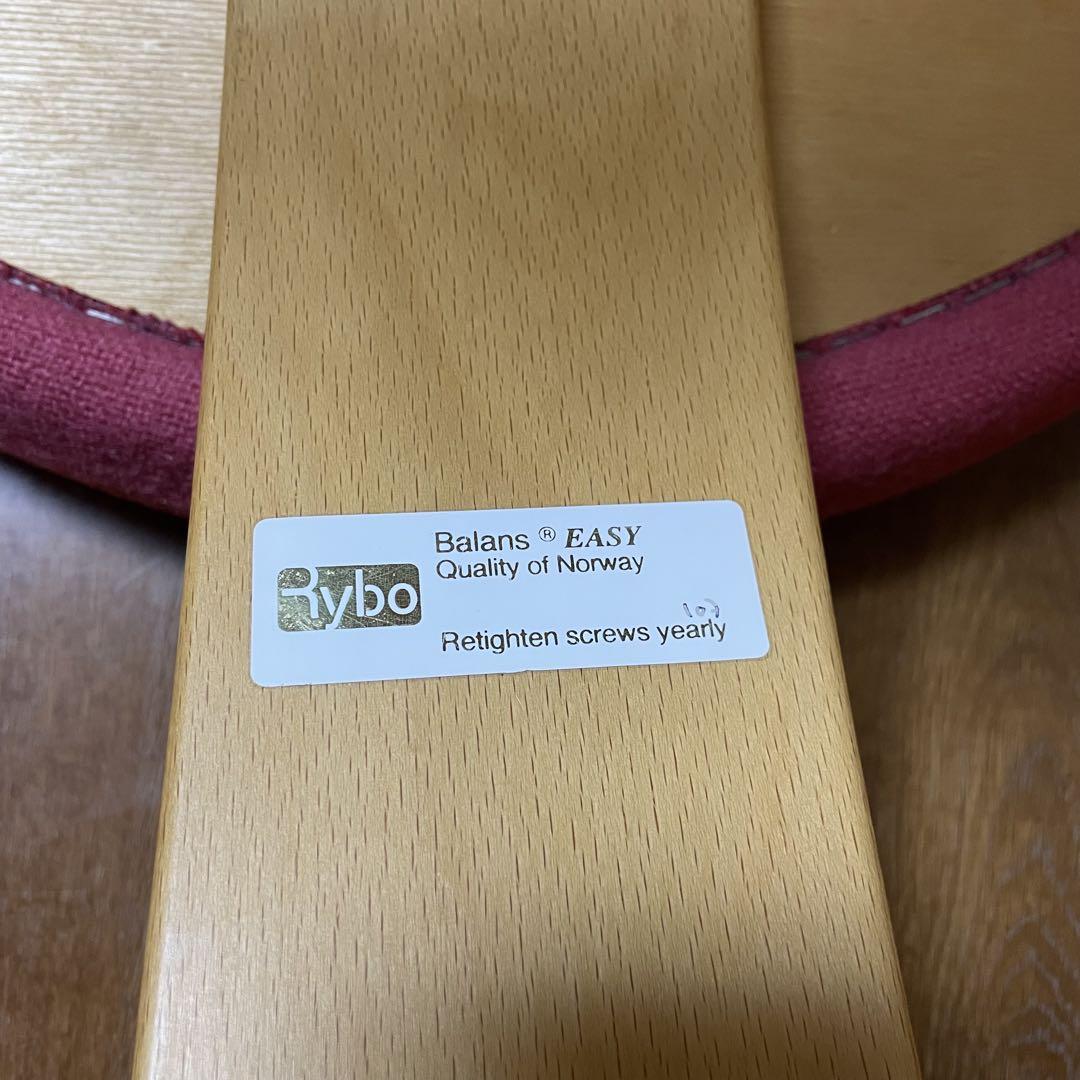 Rybo
Balans ® EASY
Quality of Norway
Retighten screws yearly